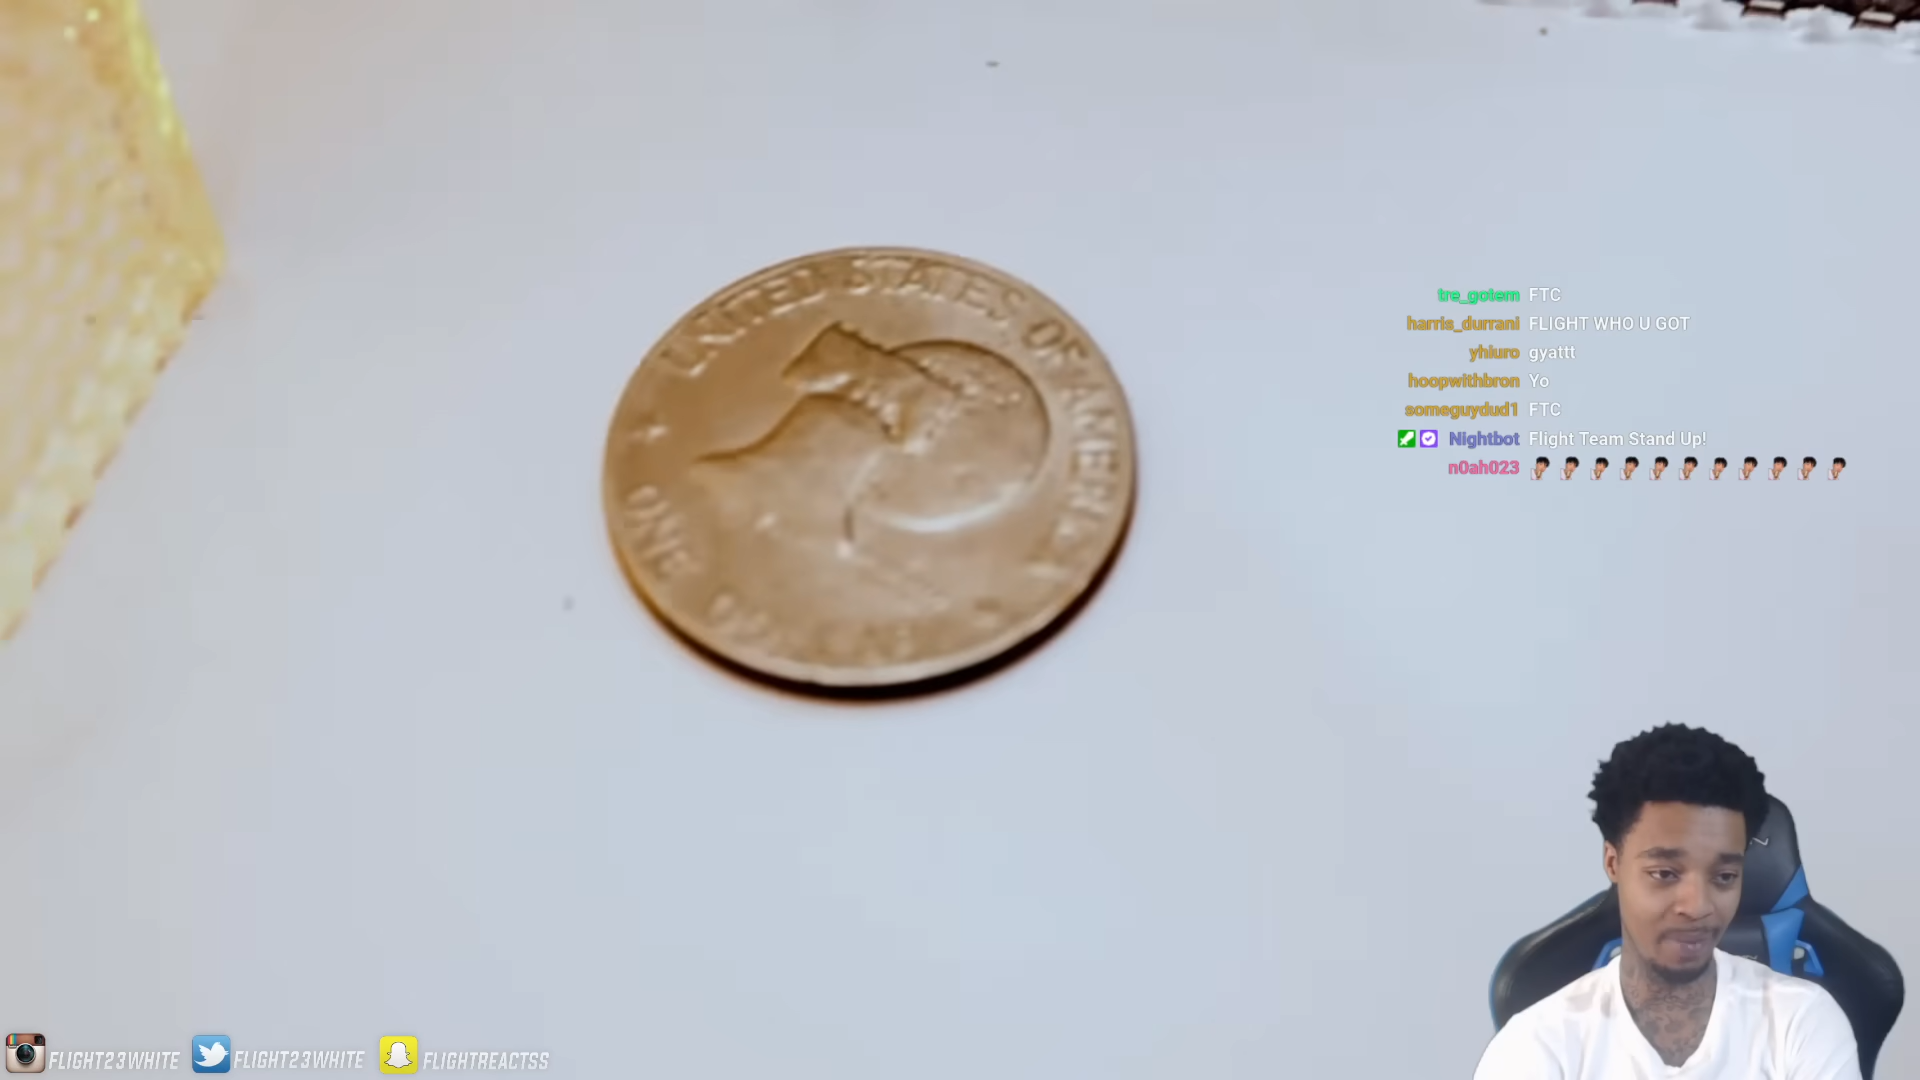 UNITED STATES OF AMERICA
ONE DOLLAR
tre_gotem FTC
harris_durrani FLIGHT WHO U GOT
yhiuro gyattt
hoopwithbron Yo
someguydud1 FTC
Nightbot Flight Team Stand Up!
n0ah023
FLIGHT23WHITE FLIGHT23WHITE FLIGHTREACTSS